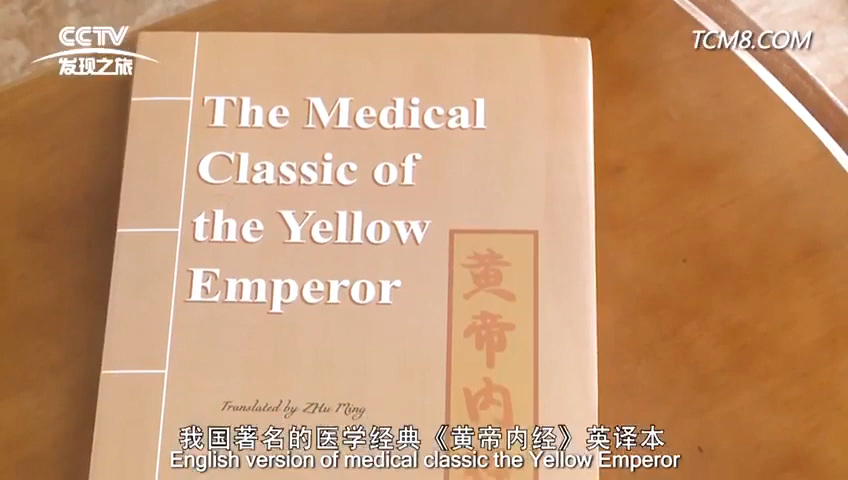 CCTV
发现之旅
TCM8.COM
The Medical
Classic of
the Yellow
Emperor
黄帝内
Translated by ZHu Ming
我国著名的医学经典《黄帝内经》英译本
English version of medical classic the Yellow Emperor